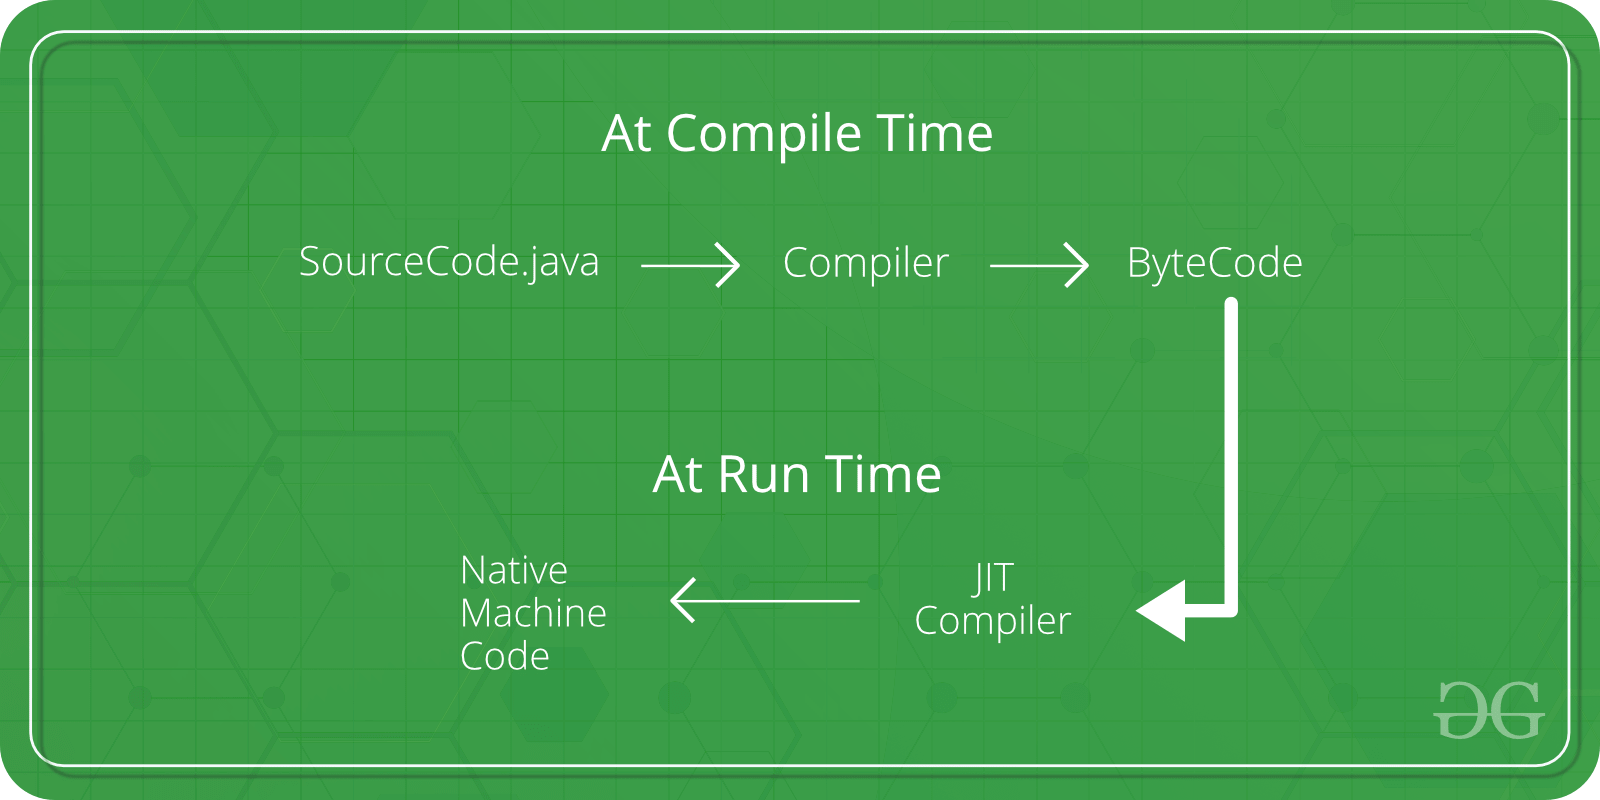 At Compile Time
SourceCode.java
Compiler
ByteCode
At Run Time
Native
Machine
Code
JIT
Compiler